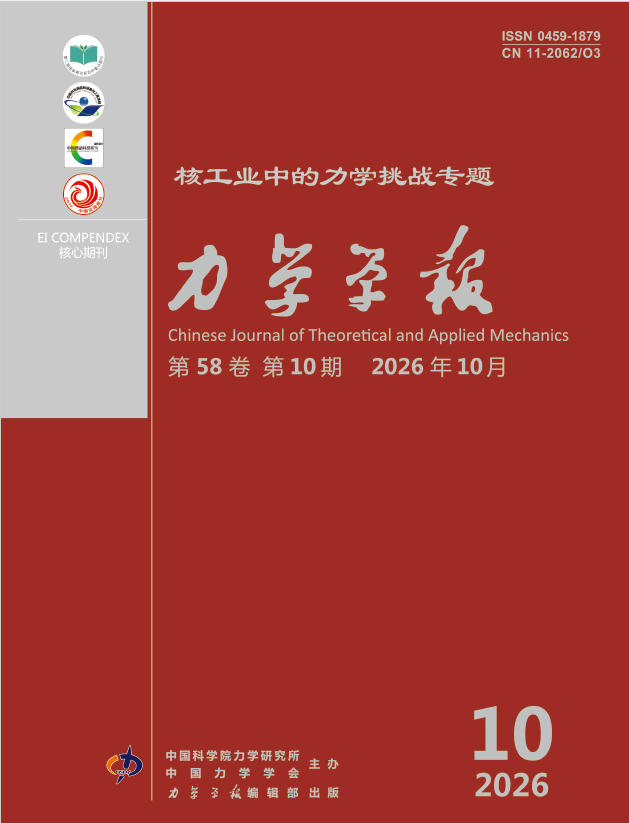 ISSN 0459-1879
CN 11-2062/O3
EI COMPENDEX
核心期刊
核工业中的力学挑战专题
力学学报
Chinese Journal of Theoretical and Applied Mechanics
第 58 卷 第 10 期 2026 年 10 月
中国科学院力学研究所
中国力学学会
主办
力学学报编辑部出版
10
2026